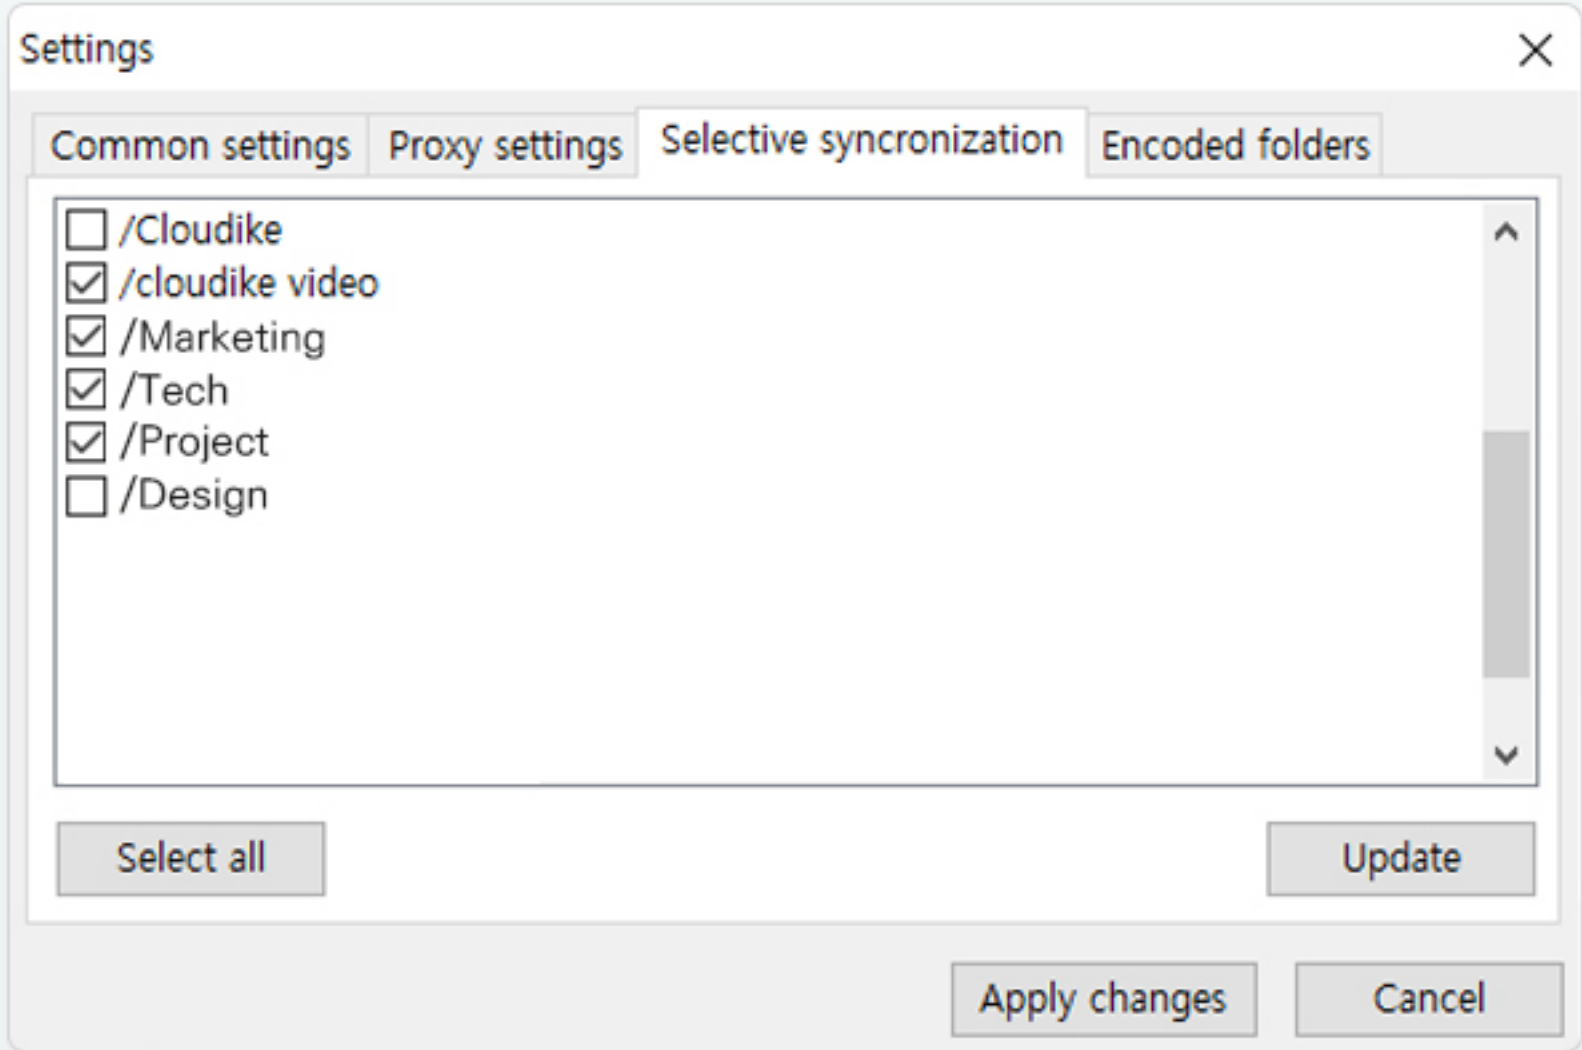 Settings
Common settings Proxy settings Selective syncronization Encoded folders
/Cloudike
/cloudike video
/Marketing
/Tech
/Project
/Design
Select all Update
Apply changes Cancel